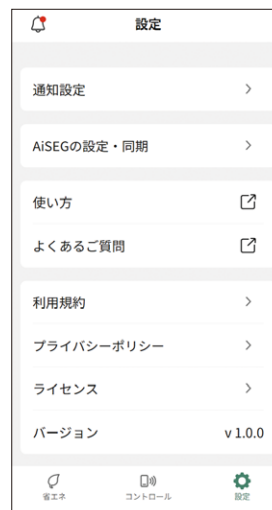 設定
通知設定
AiSEGの設定・同期
使い方
よくあるご質問
利用規約
プライバシーポリシー
ライセンス
バージョン v 1.0.0
省エネ コントロール 設定